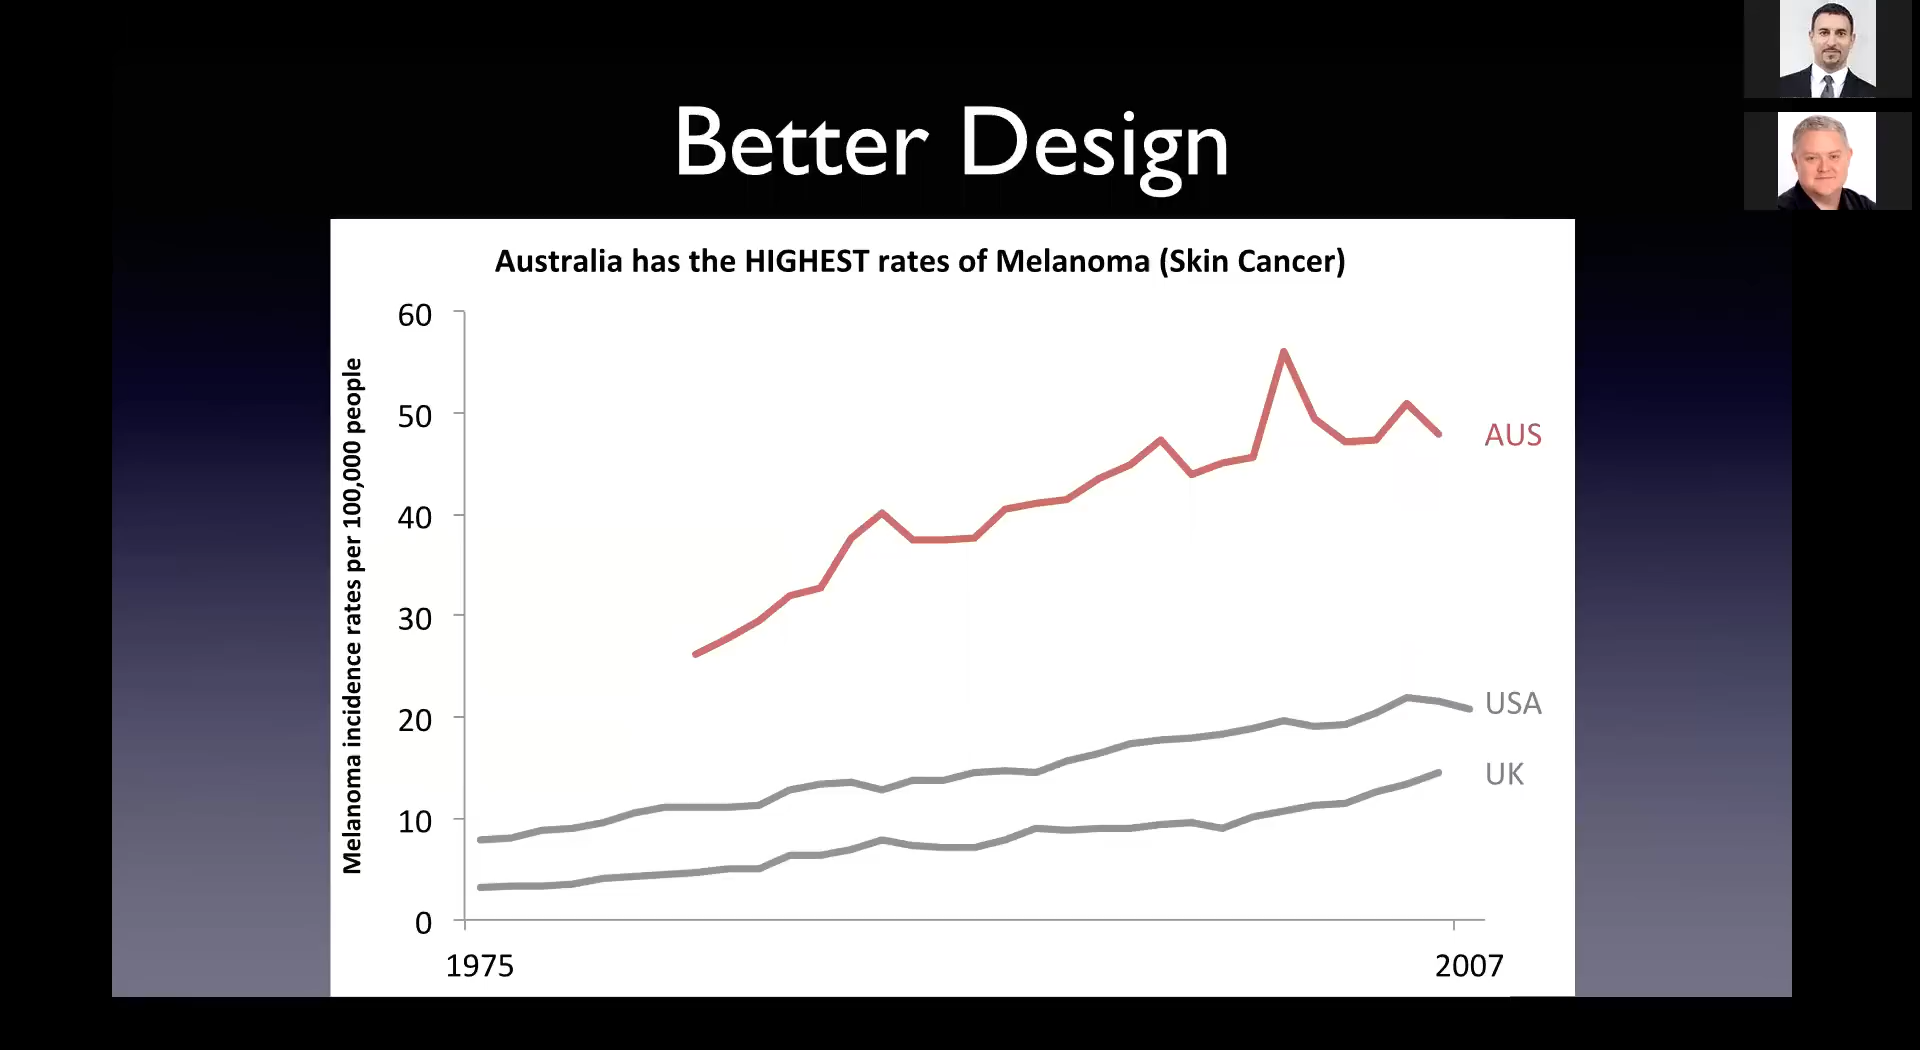 Better Design
Australia has the HIGHEST rates of Melanoma (Skin Cancer)
Melanoma incidence rates per 100,000 people
60
50
40
30
20
10
0
AUS
USA
UK
1975
2007